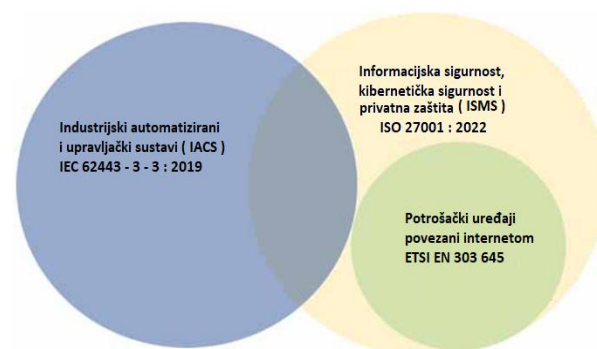 Industrijski automatizirani
i upravljački sustavi ( IACS )
IEC 62443 - 3 - 3 : 2019
Informacijska sigurnost,
kibernetička sigurnost i
privatna zaštita ( ISMS )
ISO 27001 : 2022
Potrošački uređaji
povezani internetom
ETSI EN 303 645